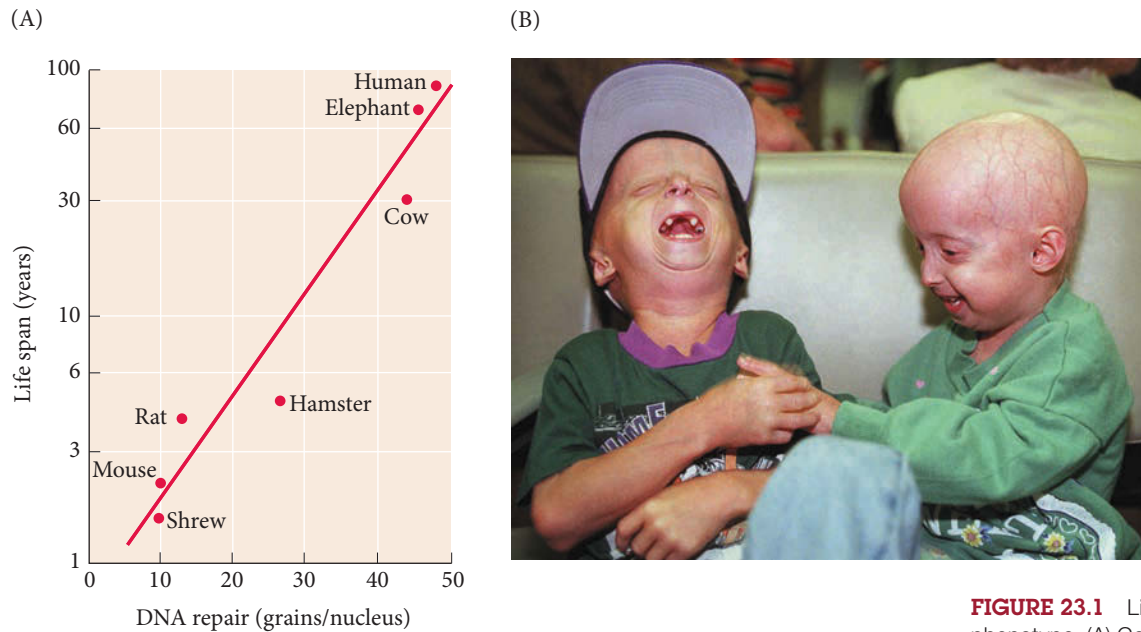 (A)
(B)
100
60
30
10
6
3
1
Life span (years)
Human
Elephant
Cow
Hamster
Rat
Mouse
Shrew
0 10 20 30 40 50
DNA repair (grains/nucleus)
FIGURE 23.1 Li